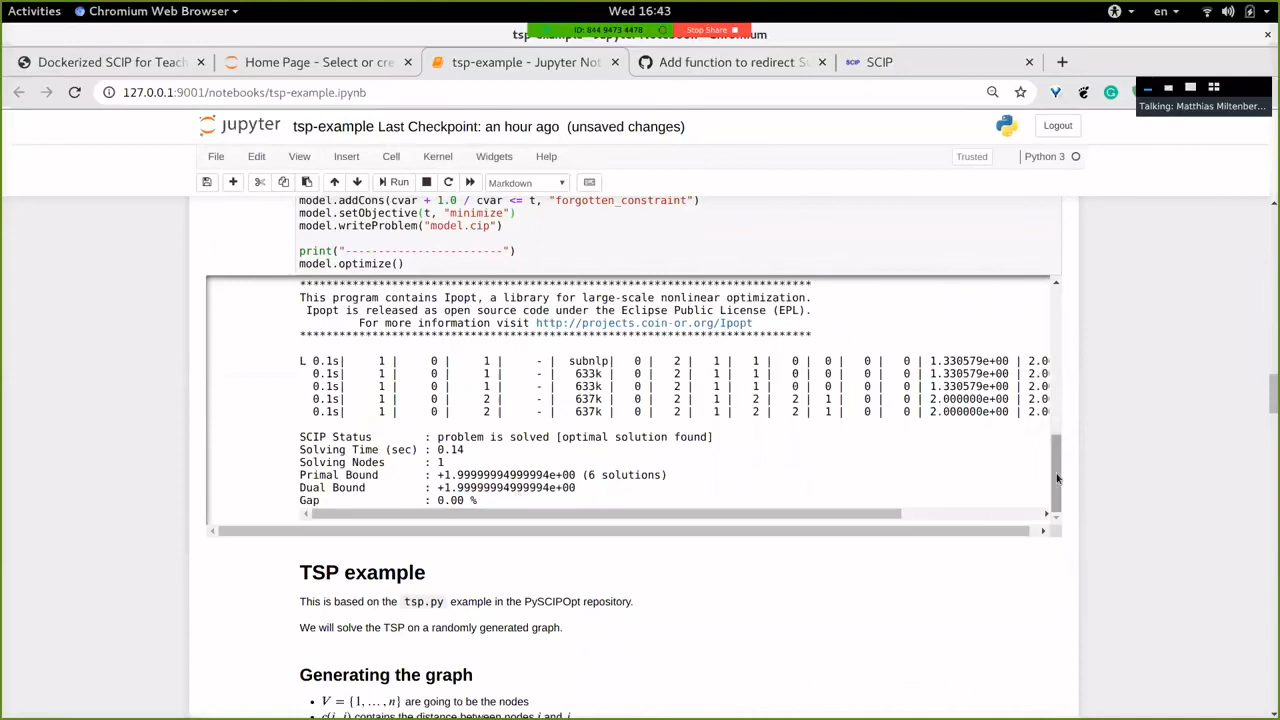 Activities Chromium Web Browser Wed 16:43 en
ID: 844 9473 4478 Stop Share
Dockerized SCIP for Teach Home Page - Select or cre tsp-example - Jupyter Not Add function to redirect S SCIP
127.0.0.1:9001/notebooks/tsp-example.ipynb
Talking: Matthias Miltenber...
jupyter tsp-example Last Checkpoint: an hour ago (unsaved changes) Logout
File Edit View Insert Cell Kernel Widgets Help Trusted Python 3
Run Markdown
model.addCons(cvar + 1.0 / cvar <= t, "forgotten_constraint")
model.setObjective(t, "minimize")
model.writeProblem("model.cip")
print("------------------------")
model.optimize()
******************************************************************************
This program contains Ipopt, a library for large-scale nonlinear optimization.
Ipopt is released as open source code under the Eclipse Public License (EPL).
For more information visit http://projects.coin-or.org/Ipopt
******************************************************************************
L 0.1s| 1 | 0 | 1 | - | subnlp| 0 | 2 | 1 | 1 | 0 | 0 | 0 | 1.330579e+00 | 2.0
0.1s| 1 | 0 | 1 | - | 633k | 0 | 2 | 1 | 1 | 0 | 0 | 0 | 1.330579e+00 | 2.0
0.1s| 1 | 0 | 1 | - | 633k | 0 | 2 | 1 | 1 | 0 | 0 | 0 | 1.330579e+00 | 2.0
0.1s| 1 | 0 | 2 | - | 637k | 0 | 2 | 1 | 2 | 2 | 1 | 0 | 0 | 2.000000e+00 | 2.0
0.1s| 1 | 0 | 2 | - | 637k | 0 | 2 | 1 | 2 | 2 | 1 | 0 | 0 | 2.000000e+00 | 2.0
SCIP Status : problem is solved [optimal solution found]
Solving Time (sec) : 0.14
Solving Nodes : 1
Primal Bound : +1.99999994999994e+00 (6 solutions)
Dual Bound : +1.99999994999994e+00
Gap : 0.00 %
TSP example
This is based on the tsp.py example in the PySCIPOpt repository.
We will solve the TSP on a randomly generated graph.
Generating the graph
• V = {1, … , n} are going to be the nodes
• c(i, j) contains the distance between nodes i and j